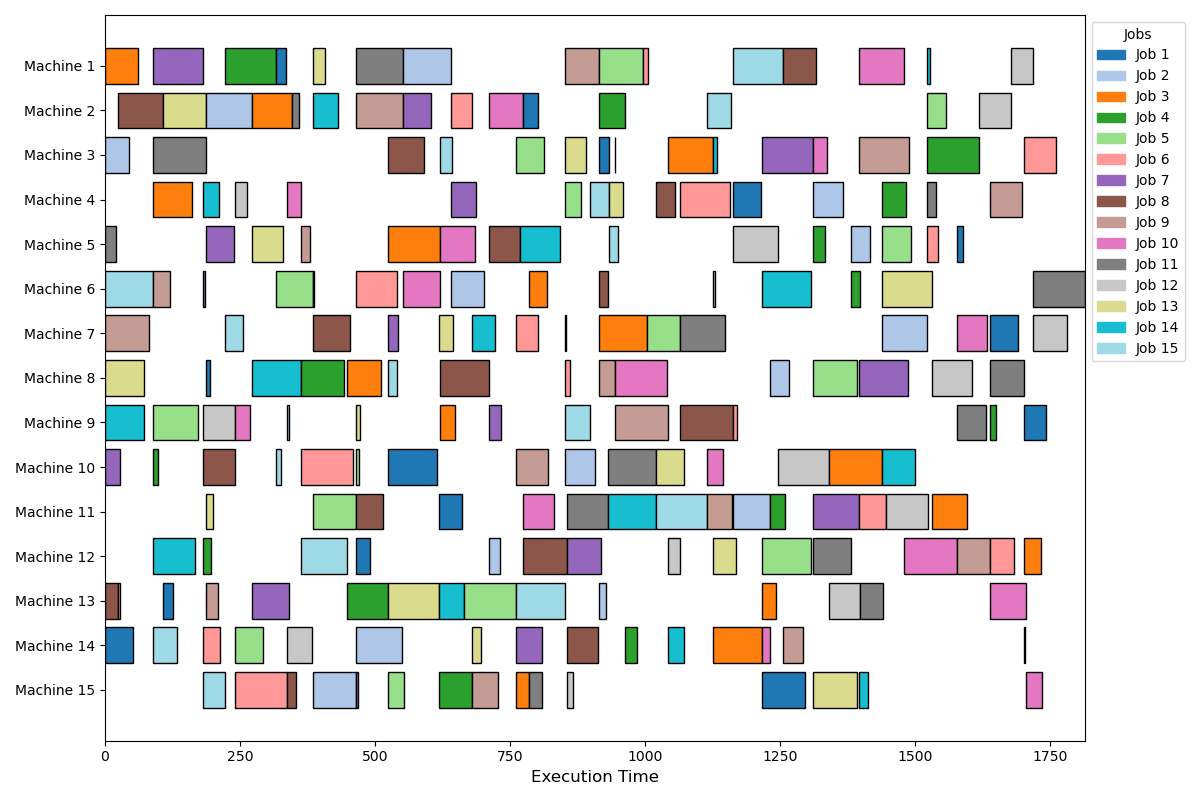 Machine 1
Machine 2
Machine 3
Machine 4
Machine 5
Machine 6
Machine 7
Machine 8
Machine 9
Machine 10
Machine 11
Machine 12
Machine 13
Machine 14
Machine 15
0 250 500 750 1000 1250 1500 1750
Execution Time
Jobs
Job 1
Job 2
Job 3
Job 4
Job 5
Job 6
Job 7
Job 8
Job 9
Job 10
Job 11
Job 12
Job 13
Job 14
Job 15